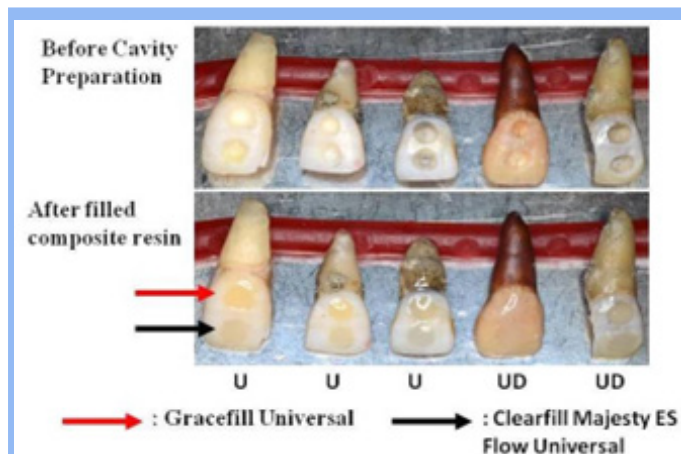 Before Cavity
Preparation
After filled
composite resin
U U U UD UD
: Gracefill Universal
: Clearfill Majesty ES
Flow Universal